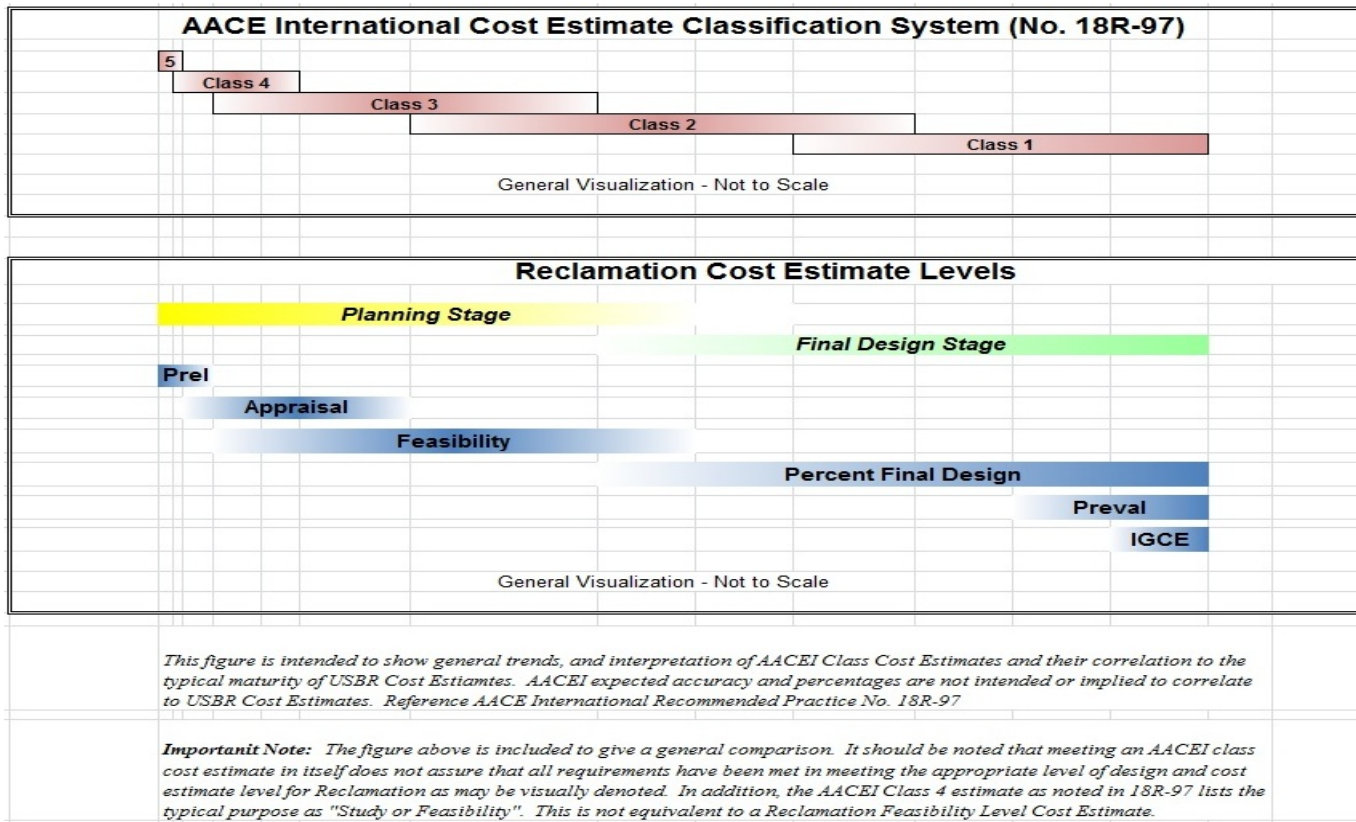 AACE International Cost Estimate Classification System (No. 18R-97)
5
Class 4
Class 3
Class 2
Class 1
General Visualization - Not to Scale
Reclamation Cost Estimate Levels
Planning Stage
Final Design Stage
Prel
Appraisal
Feasibility
Percent Final Design
Preval
IGCE
General Visualization - Not to Scale
This figure is intended to show general trends, and interpretation of AACEI Class Cost Estimates and their correlation to the
typical maturity of USBR Cost Estiamtes.  AACEI expected accuracy and percentages are not intended or implied to correlate
to USBR Cost Estimates.  Reference AACE International Recommended Practice No. 18R-97
Importanit Note:  The figure above is included to give a general comparison.  It should be noted that meeting an AACEI class
cost estimate in itself does not assure that all requirements have been met in meeting the appropriate level of design and cost
estimate level for Reclamation as may be visually denoted.  In addition, the AACEI Class 4 estimate as noted in 18R-97 lists the
typical purpose as "Study or Feasibility".  This is not equivalent to a Reclamation Feasibility Level Cost Estimate.